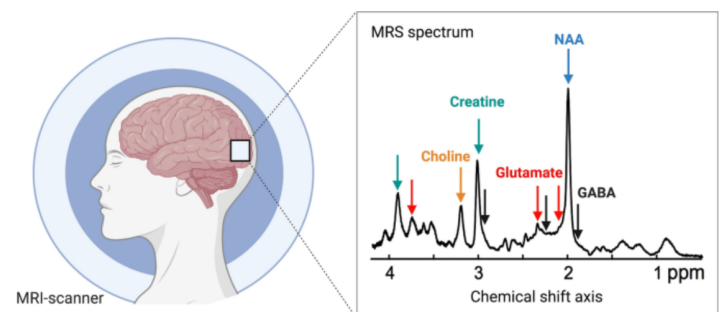 MRS spectrum
NAA
Creatine
Choline
Glutamate
GABA
4 3 2 1 ppm
MRI-scanner
Chemical shift axis